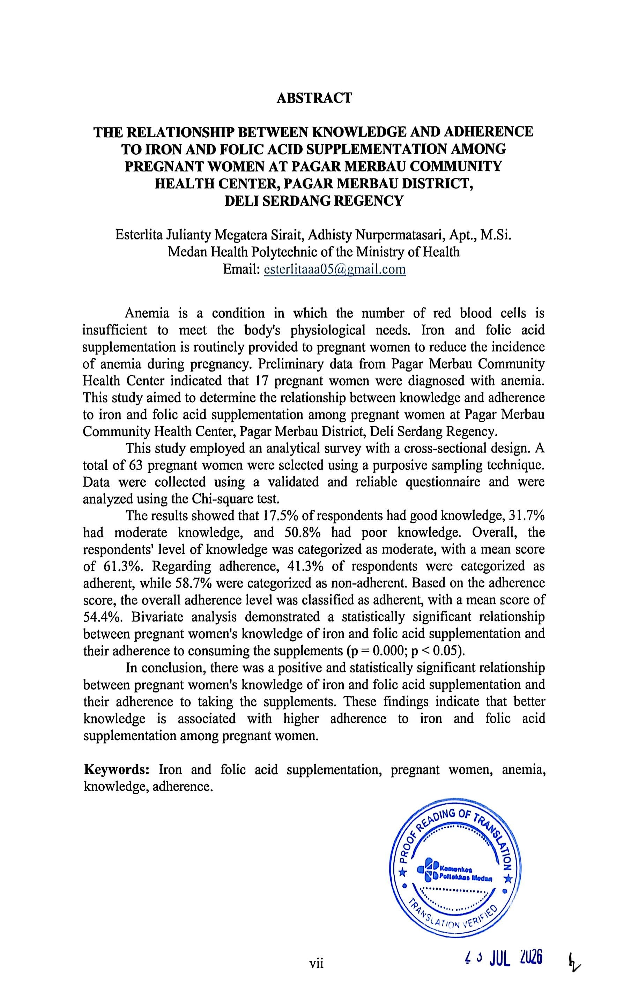 ABSTRACT
THE RELATIONSHIP BETWEEN KNOWLEDGE AND ADHERENCE
TO IRON AND FOLIC ACID SUPPLEMENTATION AMONG
PREGNANT WOMEN AT PAGAR MERBAU COMMUNITY
HEALTH CENTER, PAGAR MERBAU DISTRICT,
DELI SERDANG REGENCY
Esterlita Julianty Megatera Sirait, Adhisty Nurpermatasari, Apt., M.Si.
Medan Health Polytechnic of the Ministry of Health
Email: esterlitaaa05@gmail.com
Anemia is a condition in which the number of red blood cells is
insufficient to meet the body's physiological needs. Iron and folic acid
supplementation is routinely provided to pregnant women to reduce the incidence
of anemia during pregnancy. Preliminary data from Pagar Merbau Community
Health Center indicated that 17 pregnant women were diagnosed with anemia.
This study aimed to determine the relationship between knowledge and adherence
to iron and folic acid supplementation among pregnant women at Pagar Merbau
Community Health Center, Pagar Merbau District, Deli Serdang Regency.
This study employed an analytical survey with a cross-sectional design. A
total of 63 pregnant women were selected using a purposive sampling technique.
Data were collected using a validated and reliable questionnaire and were
analyzed using the Chi-square test.
The results showed that 17.5% of respondents had good knowledge, 31.7%
had moderate knowledge, and 50.8% had poor knowledge. Overall, the
respondents' level of knowledge was categorized as moderate, with a mean score
of 61.3%. Regarding adherence, 41.3% of respondents were categorized as
adherent, while 58.7% were categorized as non-adherent. Based on the adherence
score, the overall adherence level was classified as adherent, with a mean score of
54.4%. Bivariate analysis demonstrated a statistically significant relationship
between pregnant women's knowledge of iron and folic acid supplementation and
their adherence to consuming the supplements (p = 0.000; p < 0.05).
In conclusion, there was a positive and statistically significant relationship
between pregnant women's knowledge of iron and folic acid supplementation and
their adherence to taking the supplements. These findings indicate that better
knowledge is associated with higher adherence to iron and folic acid
supplementation among pregnant women.
Keywords: Iron and folic acid supplementation, pregnant women, anemia,
knowledge, adherence.
PROOF READING OF TRANSLATION
Kemenkes
Poltekkes Medan
TRANSLATION VERIFIED
JUL 2026
vii